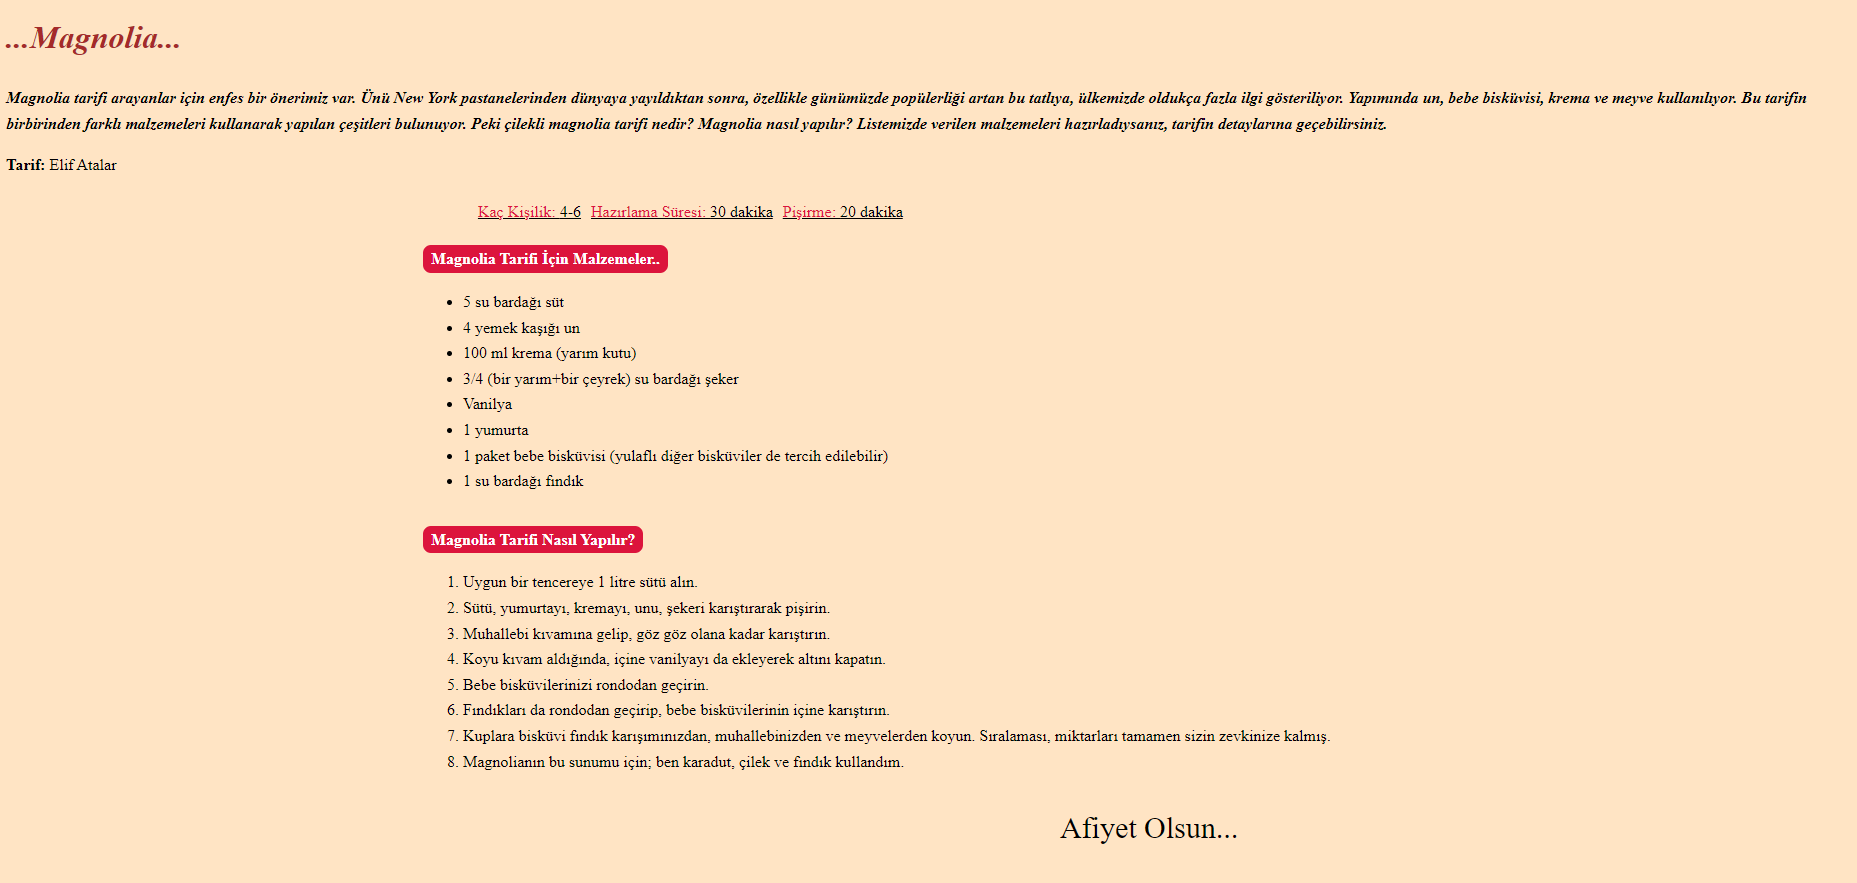 ...Magnolia...
Magnolia tarifi arayanlar için enfes bir önerimiz var. Ünü New York pastanelerinden dünyaya yayıldıktan sonra, özellikle günümüzde popülerliği artan bu tatlıya, ülkemizde oldukça fazla ilgi gösteriliyor. Yapımında un, bebe bisküvisi, krema ve meyve kullanılıyor. Bu tarifin
birbirinden farklı malzemeleri kullanarak yapılan çeşitleri bulunuyor. Peki çilekli magnolia tarifi nedir? Magnolia nasıl yapılır? Listemizde verilen malzemeleri hazırladıysanız, tarifin detaylarına geçebilirsiniz.
Tarif: Elif Atalar
Kaç Kişilik: 4-6 Hazırlama Süresi: 30 dakika Pişirme: 20 dakika
Magnolia Tarifi İçin Malzemeler..
• 5 su bardağı süt
• 4 yemek kaşığı un
• 100 ml krema (yarım kutu)
• 3/4 (bir yarım+bir çeyrek) su bardağı şeker
• Vanilya
• 1 yumurta
• 1 paket bebe bisküvisi (yulaflı diğer bisküviler de tercih edilebilir)
• 1 su bardağı fındık
Magnolia Tarifi Nasıl Yapılır?
1. Uygun bir tencereye 1 litre sütü alın.
2. Sütü, yumurtayı, kremayı, unu, şekeri karıştırarak pişirin.
3. Muhallebi kıvamına gelip, göz göz olana kadar karıştırın.
4. Koyu kıvam aldığında, içine vanilyayı da ekleyerek altını kapatın.
5. Bebe bisküvilerinizi rondodan geçirin.
6. Fındıkları da rondodan geçirip, bebe bisküvilerinin içine karıştırın.
7. Kuplara bisküvi fındık karışımınızdan, muhallebinizden ve meyvelerden koyun. Sıralaması, miktarları tamamen sizin zevkinize kalmış.
8. Magnolianın bu sunumu için; ben karadut, çilek ve fındık kullandım.
Afiyet Olsun...